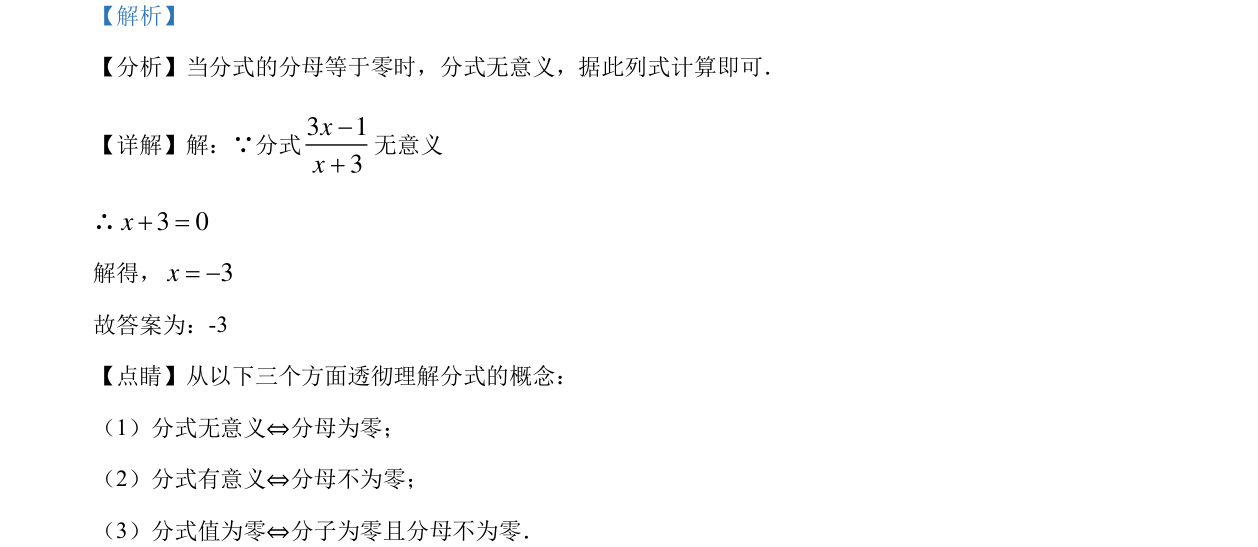 【解析】
【分析】当分式的分母等于零时，分式无意义，据此列式计算即可．
【详解】解：∵分式$\frac{3x-1}{x+3}$无意义
∴ $x+3=0$
解得， $x=-3$
故答案为：-3
【点睛】从以下三个方面透彻理解分式的概念：
（1）分式无意义⇔分母为零；
（2）分式有意义⇔分母不为零；
（3）分式值为零⇔分子为零且分母不为零．